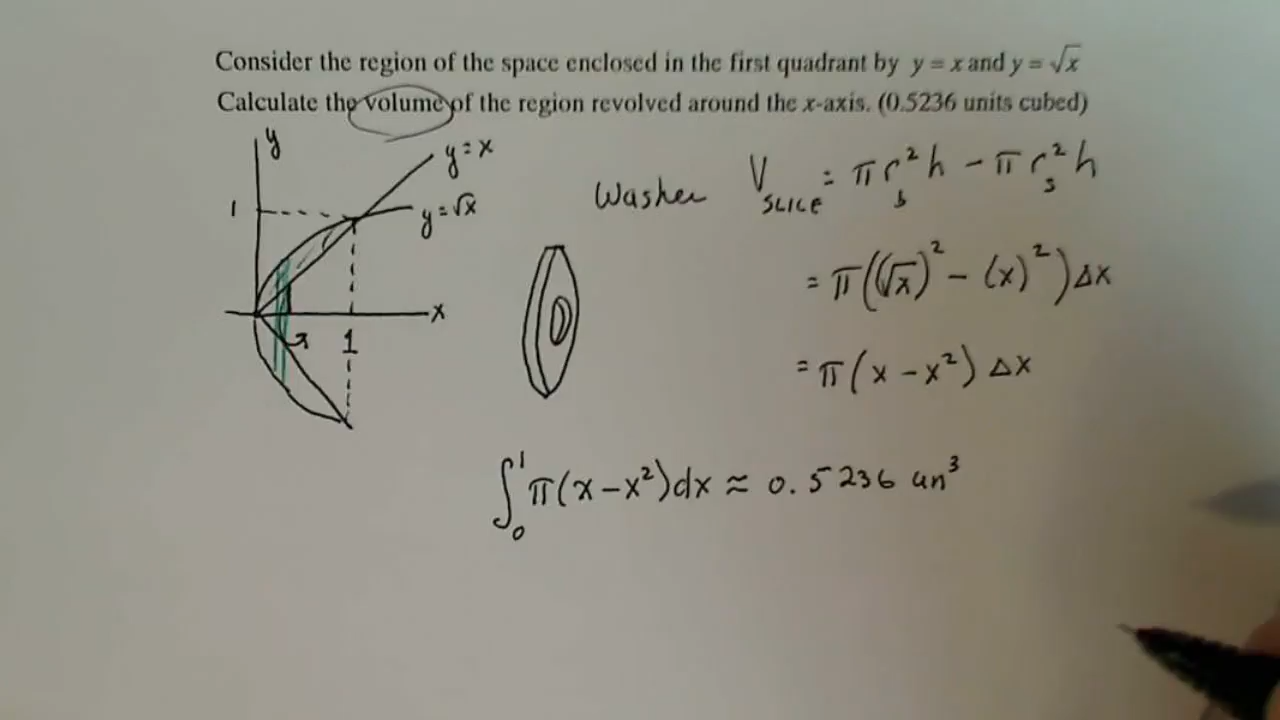 Consider the region of the space enclosed in the first quadrant by y = x and y = √x
Calculate the volume of the region revolved around the x-axis. (0.5236 units cubed)
y
y = x
1
y = √x
x
1
Washer
V_SLICE = π r_b² h − π r_s² h
= π((√x)² − (x)²)Δx
= π(x − x²) Δx
∫₀¹ π(x − x²)dx ≈ 0.5236 un³